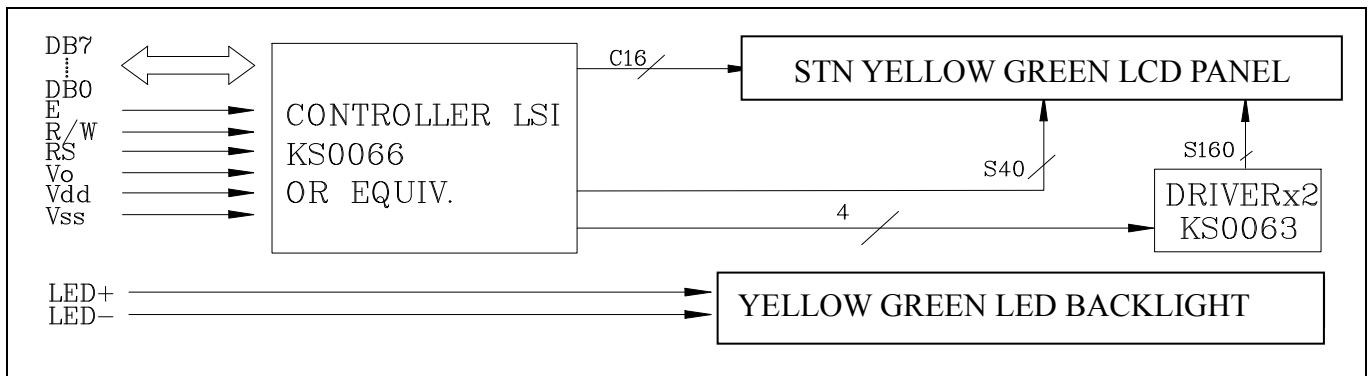 DB7
DB0
E
R/W
RS
Vo
Vdd
Vss
CONTROLLER LSI
KS0066
OR EQUIV.
C16
STN YELLOW GREEN LCD PANEL
S40
S160
4
DRIVERx2
KS0063
LED+
LED-
YELLOW GREEN LED BACKLIGHT